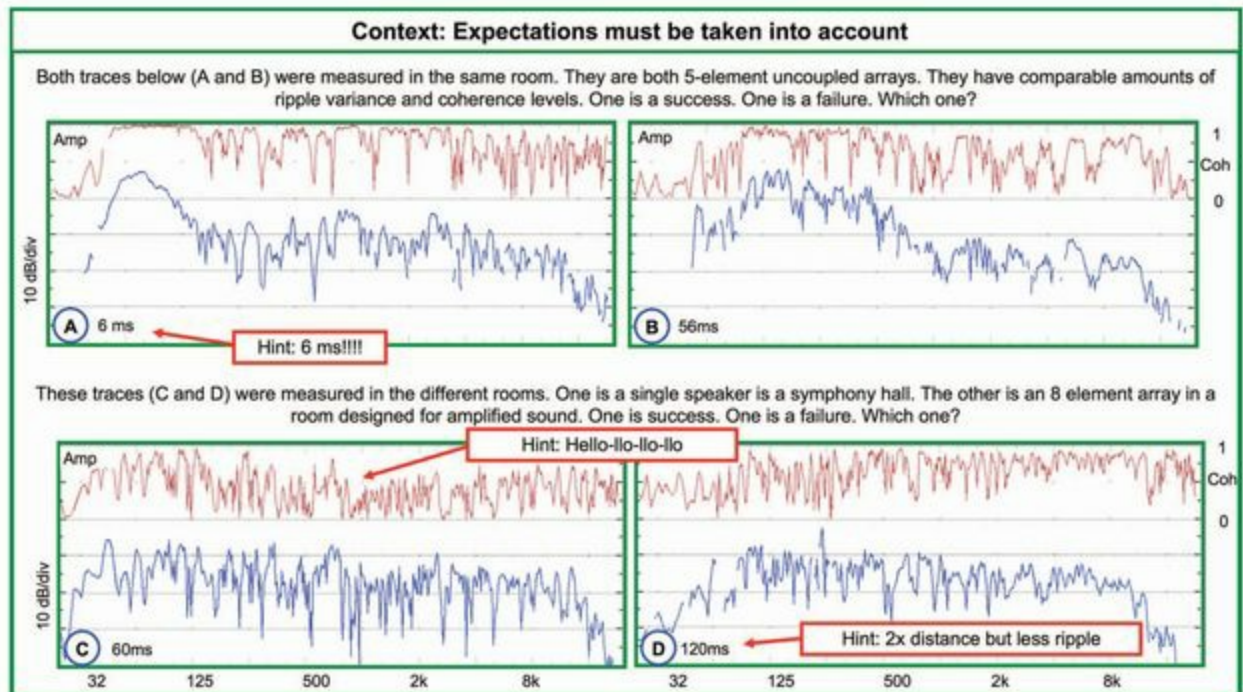 Context: Expectations must be taken into account
Both traces below (A and B) were measured in the same room. They are both 5-element uncoupled arrays. They have comparable amounts of
ripple variance and coherence levels. One is a success. One is a failure. Which one?
Amp
Amp
1
Coh
0
10 dB/div
A 6 ms
B 56ms
Hint: 6 ms!!!!
These traces (C and D) were measured in the different rooms. One is a single speaker is a symphony hall. The other is an 8 element array in a
room designed for amplified sound. One is success. One is a failure. Which one?
Hint: Hello-llo-llo-llo
Amp
Amp
1
Coh
0
10 dB/div
C 60ms
D 120ms
Hint: 2x distance but less ripple
32 125 500 2k 8k
32 125 500 2k 8k